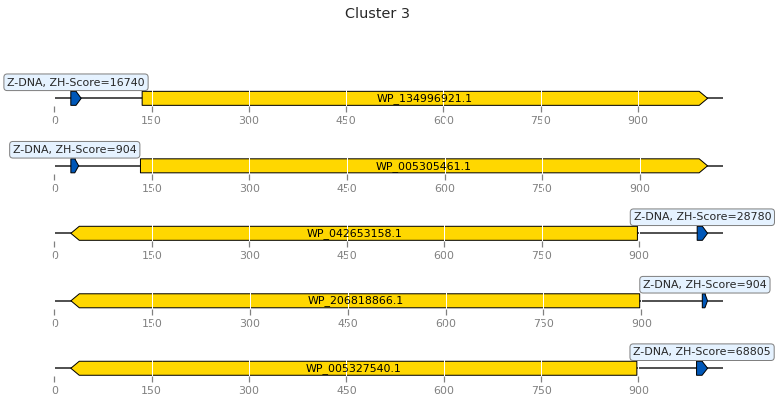 Cluster 3
Z-DNA, ZH-Score=16740
WP_134996921.1
0 150 300 450 600 750 900
Z-DNA, ZH-Score=904
WP_005305461.1
0 150 300 450 600 750 900
Z-DNA, ZH-Score=28780
WP_042653158.1
0 150 300 450 600 750 900
Z-DNA, ZH-Score=904
WP_206818866.1
0 150 300 450 600 750 900
Z-DNA, ZH-Score=68805
WP_005327540.1
0 150 300 450 600 750 900